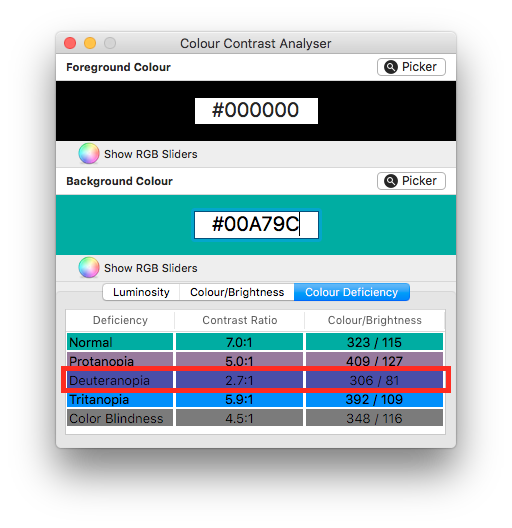 Colour Contrast Analyser
Foreground Colour Picker
#000000
Show RGB Sliders
Background Colour Picker
#00A79C
Show RGB Sliders
Luminosity Colour/Brightness Colour Deficiency
Deficiency Contrast Ratio Colour/Brightness
Normal 7.0:1 323 / 115
Protanopia 5.0:1 409 / 127
Deuteranopia 2.7:1 306 / 81
Tritanopia 5.9:1 392 / 109
Color Blindness 4.5:1 348 / 116